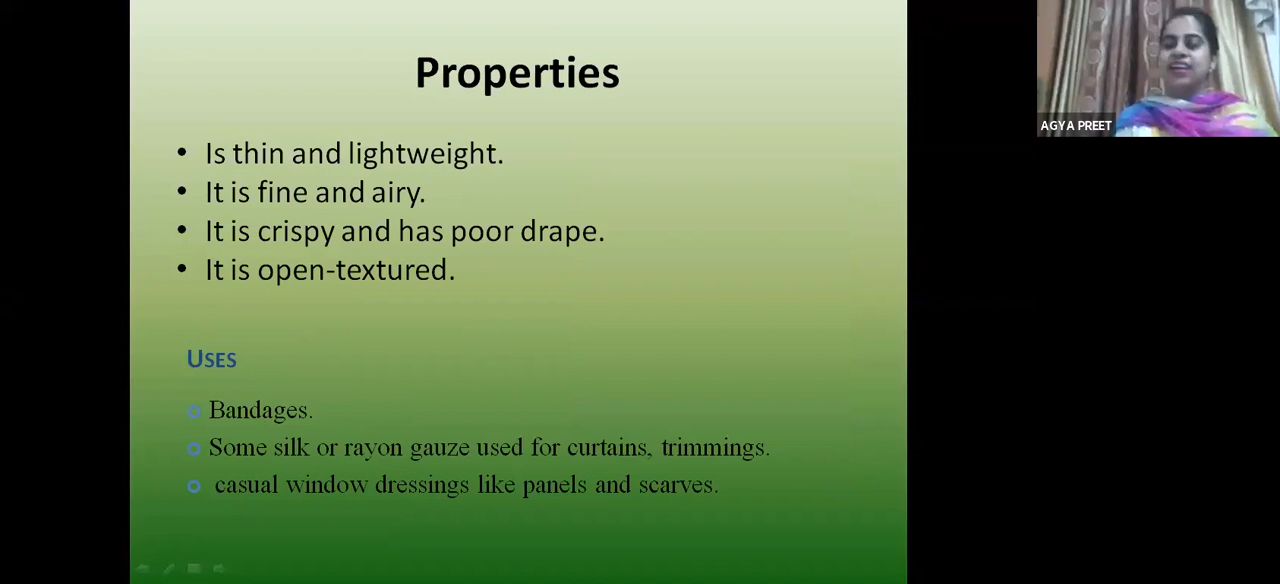 Properties
• Is thin and lightweight.
• It is fine and airy.
• It is crispy and has poor drape.
• It is open-textured.
USES
Bandages.
Some silk or rayon gauze used for curtains, trimmings.
casual window dressings like panels and scarves.
AGYA PREET